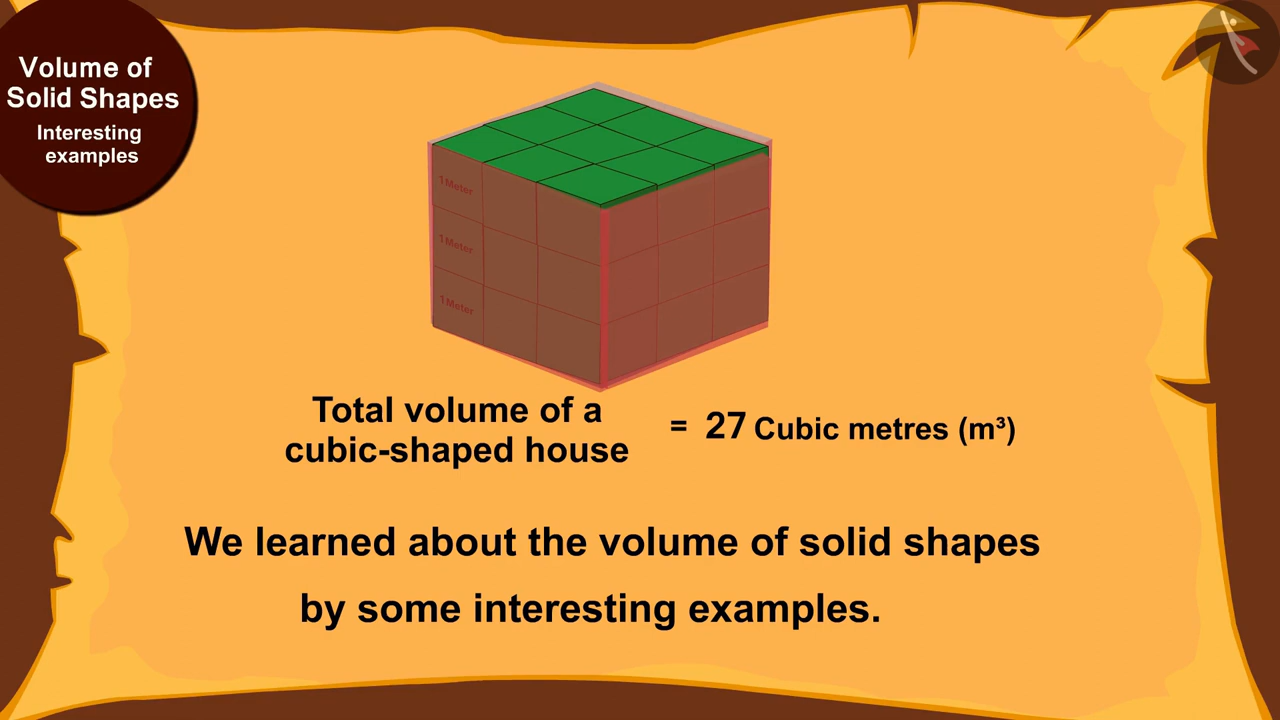 Volume of
Solid Shapes
Interesting
examples
1 Meter
1 Meter
1 Meter
Total volume of a
cubic-shaped house
= 27 Cubic metres (m³)
We learned about the volume of solid shapes
by some interesting examples.